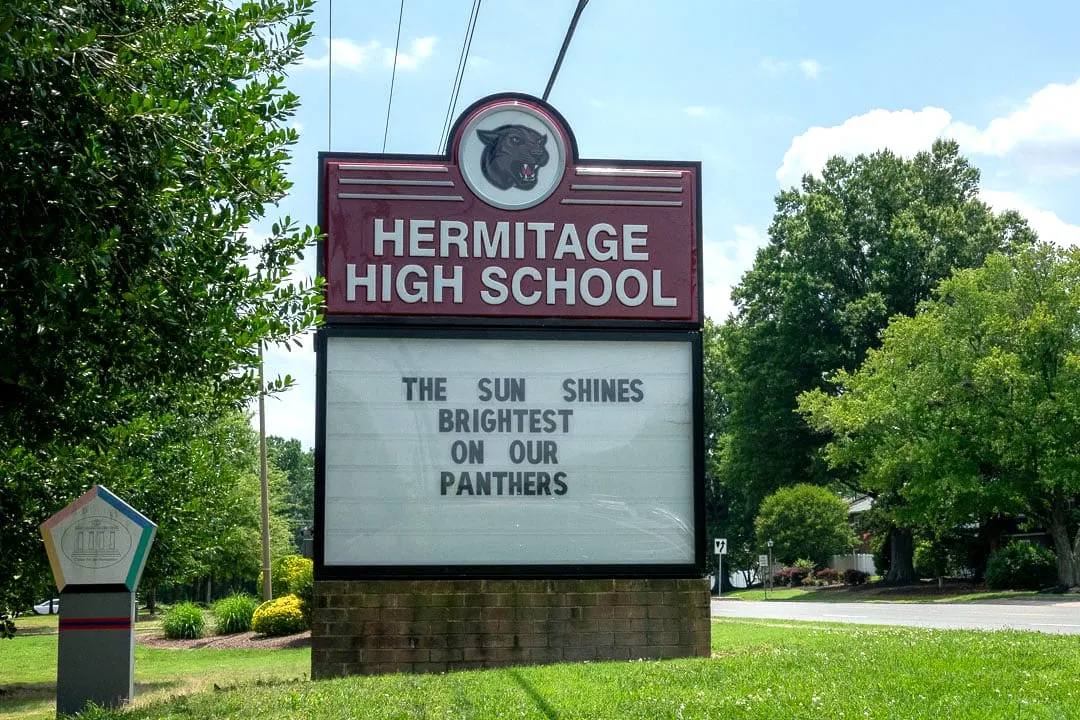 HERMITAGE
HIGH SCHOOL
THE SUN SHINES
BRIGHTEST
ON OUR
PANTHERS